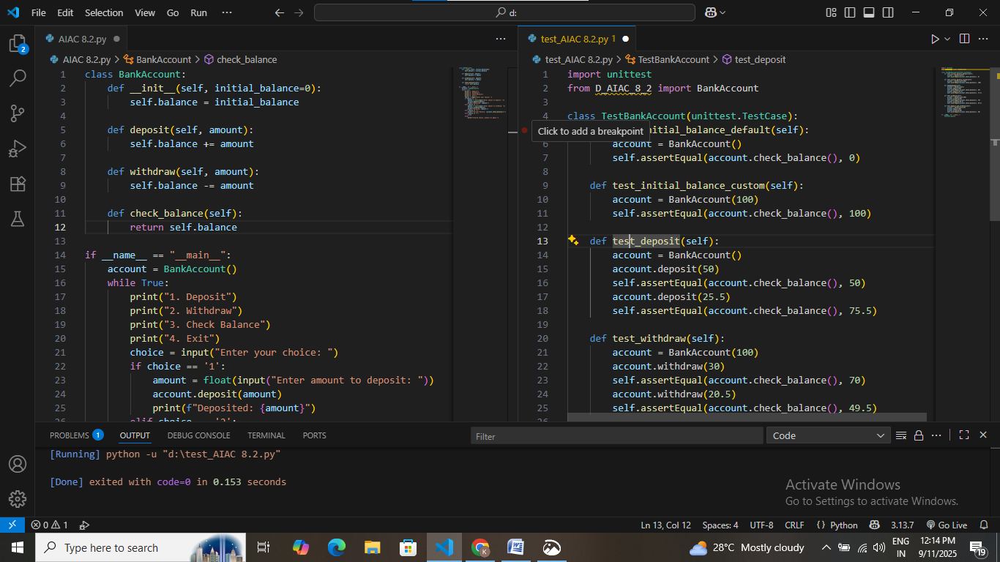 File Edit Selection View Go Run ··· d:
AIAC 8.2.py
AIAC 8.2.py > BankAccount > check_balance
1 class BankAccount:
2 def __init__(self, initial_balance=0):
3 self.balance = initial_balance
4
5 def deposit(self, amount):
6 self.balance += amount
7
8 def withdraw(self, amount):
9 self.balance -= amount
10
11 def check_balance(self):
12 return self.balance
13
14 if __name__ == "__main__":
15 account = BankAccount()
16 while True:
17 print("1. Deposit")
18 print("2. Withdraw")
19 print("3. Check Balance")
20 print("4. Exit")
21 choice = input("Enter your choice: ")
22 if choice == '1':
23 amount = float(input("Enter amount to deposit: "))
24 account.deposit(amount)
25 print(f"Deposited: {amount}")
test_AIAC 8.2.py 1
test_AIAC 8.2.py > TestBankAccount > test_deposit
1 import unittest
2 from D_AIAC_8_2 import BankAccount
3
4 class TestBankAccount(unittest.TestCase):
Click to add a breakpoint
initial_balance_default(self):
6 account = BankAccount()
7 self.assertEqual(account.check_balance(), 0)
8
9 def test_initial_balance_custom(self):
10 account = BankAccount(100)
11 self.assertEqual(account.check_balance(), 100)
12
13 def test_deposit(self):
14 account = BankAccount()
15 account.deposit(50)
16 self.assertEqual(account.check_balance(), 50)
17 account.deposit(25.5)
18 self.assertEqual(account.check_balance(), 75.5)
19
20 def test_withdraw(self):
21 account = BankAccount(100)
22 account.withdraw(30)
23 self.assertEqual(account.check_balance(), 70)
24 account.withdraw(20.5)
25 self.assertEqual(account.check_balance(), 49.5)
2
PROBLEMS 1 OUTPUT DEBUG CONSOLE TERMINAL PORTS Filter Code
[Running] python -u "d:\test_AIAC 8.2.py"
[Done] exited with code=0 in 0.153 seconds
Activate Windows
Go to Settings to activate Windows.
0 1 Ln 13, Col 12 Spaces: 4 UTF-8 CRLF {} Python 3.13.7 Go Live
Type here to search 28°C Mostly cloudy ENG 12:14 PM
IN 9/11/2025 19